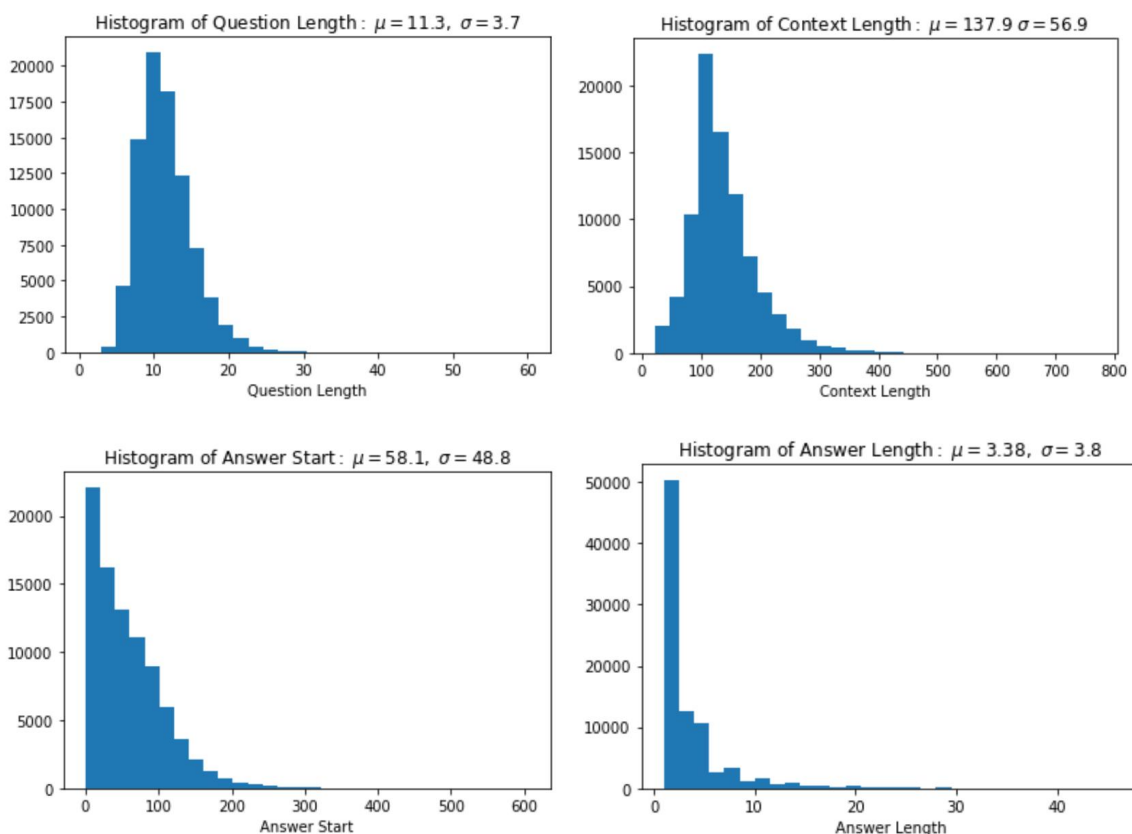 Histogram of Question Length : μ = 11.3, σ = 3.7
20000
17500
15000
12500
10000
7500
5000
2500
0
0 10 20 30 40 50 60
Question Length
Histogram of Context Length : μ = 137.9 σ = 56.9
20000
15000
10000
5000
0
0 100 200 300 400 500 600 700 800
Context Length
Histogram of Answer Start : μ = 58.1, σ = 48.8
20000
15000
10000
5000
0
0 100 200 300 400 500 600
Answer Start
Histogram of Answer Length : μ = 3.38, σ = 3.8
50000
40000
30000
20000
10000
0
0 10 20 30 40
Answer Length